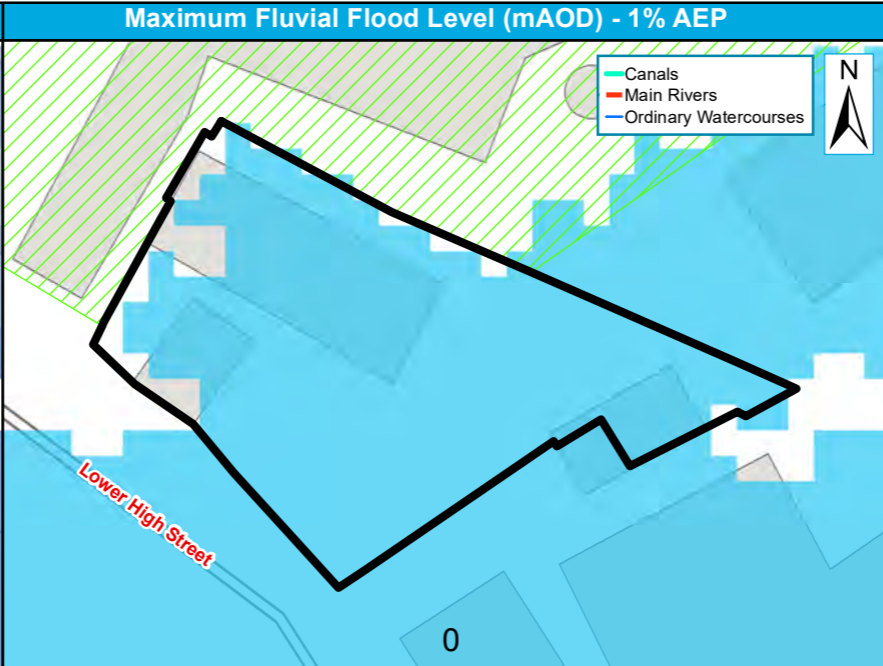 Maximum Fluvial Flood Level (mAOD) - 1% AEP
Canals
Main Rivers
Ordinary Watercourses
N
Lower High Street
0